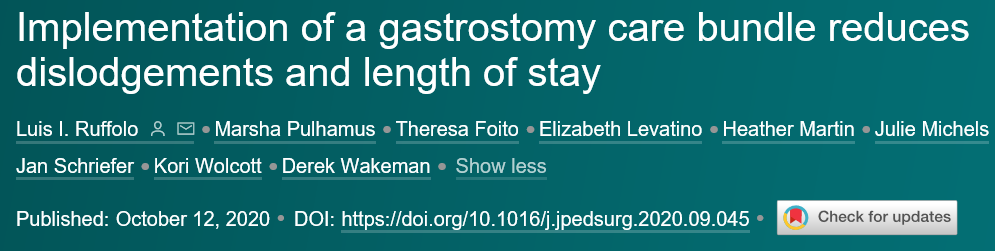 Implementation of a gastrostomy care bundle reduces
dislodgements and length of stay
Luis I. Ruffolo • Marsha Pulhamus • Theresa Foito • Elizabeth Levatino • Heather Martin • Julie Michels
Jan Schriefer • Kori Wolcott • Derek Wakeman • Show less
Published: October 12, 2020 • DOI: https://doi.org/10.1016/j.jpedsurg.2020.09.045 • Check for updates